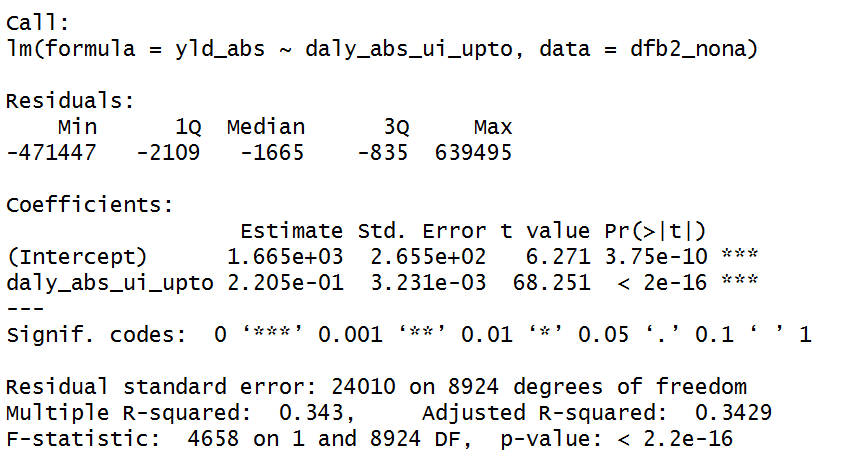 Call:
lm(formula = yld_abs ~ daly_abs_ui_upto, data = dfb2_nona)
Residuals:
    Min      1Q  Median      3Q     Max
-471447   -2109   -1665    -835  639495
Coefficients:
                  Estimate Std. Error t value Pr(>|t|)
(Intercept)      1.665e+03  2.655e+02   6.271 3.75e-10 ***
daly_abs_ui_upto 2.205e-01  3.231e-03  68.251  < 2e-16 ***
---
Signif. codes:  0 ‘***’ 0.001 ‘**’ 0.01 ‘*’ 0.05 ‘.’ 0.1 ‘ ’ 1
Residual standard error: 24010 on 8924 degrees of freedom
Multiple R-squared:  0.343,	Adjusted R-squared:  0.3429
F-statistic:  4658 on 1 and 8924 DF,  p-value: < 2.2e-16